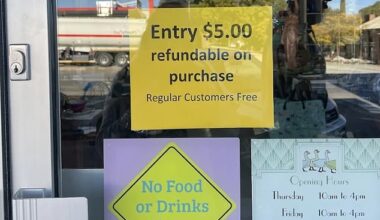 Entry $5.00
refundable on
purchase
Regular Customers Free
No Food
or Drinks
Opening
Hours
Thursday 10am to 4pm
Friday 10am to 4pm